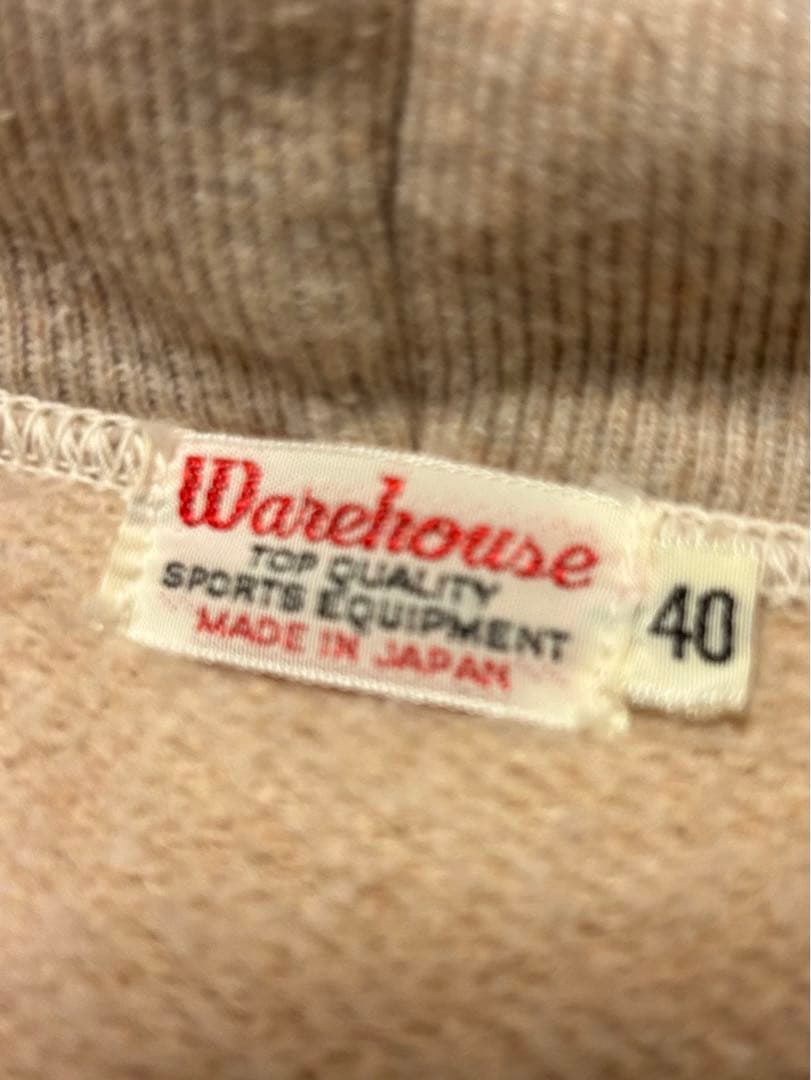 Warehouse
TOP QUALITY
SPORTS EQUIPMENT
MADE IN JAPAN
40